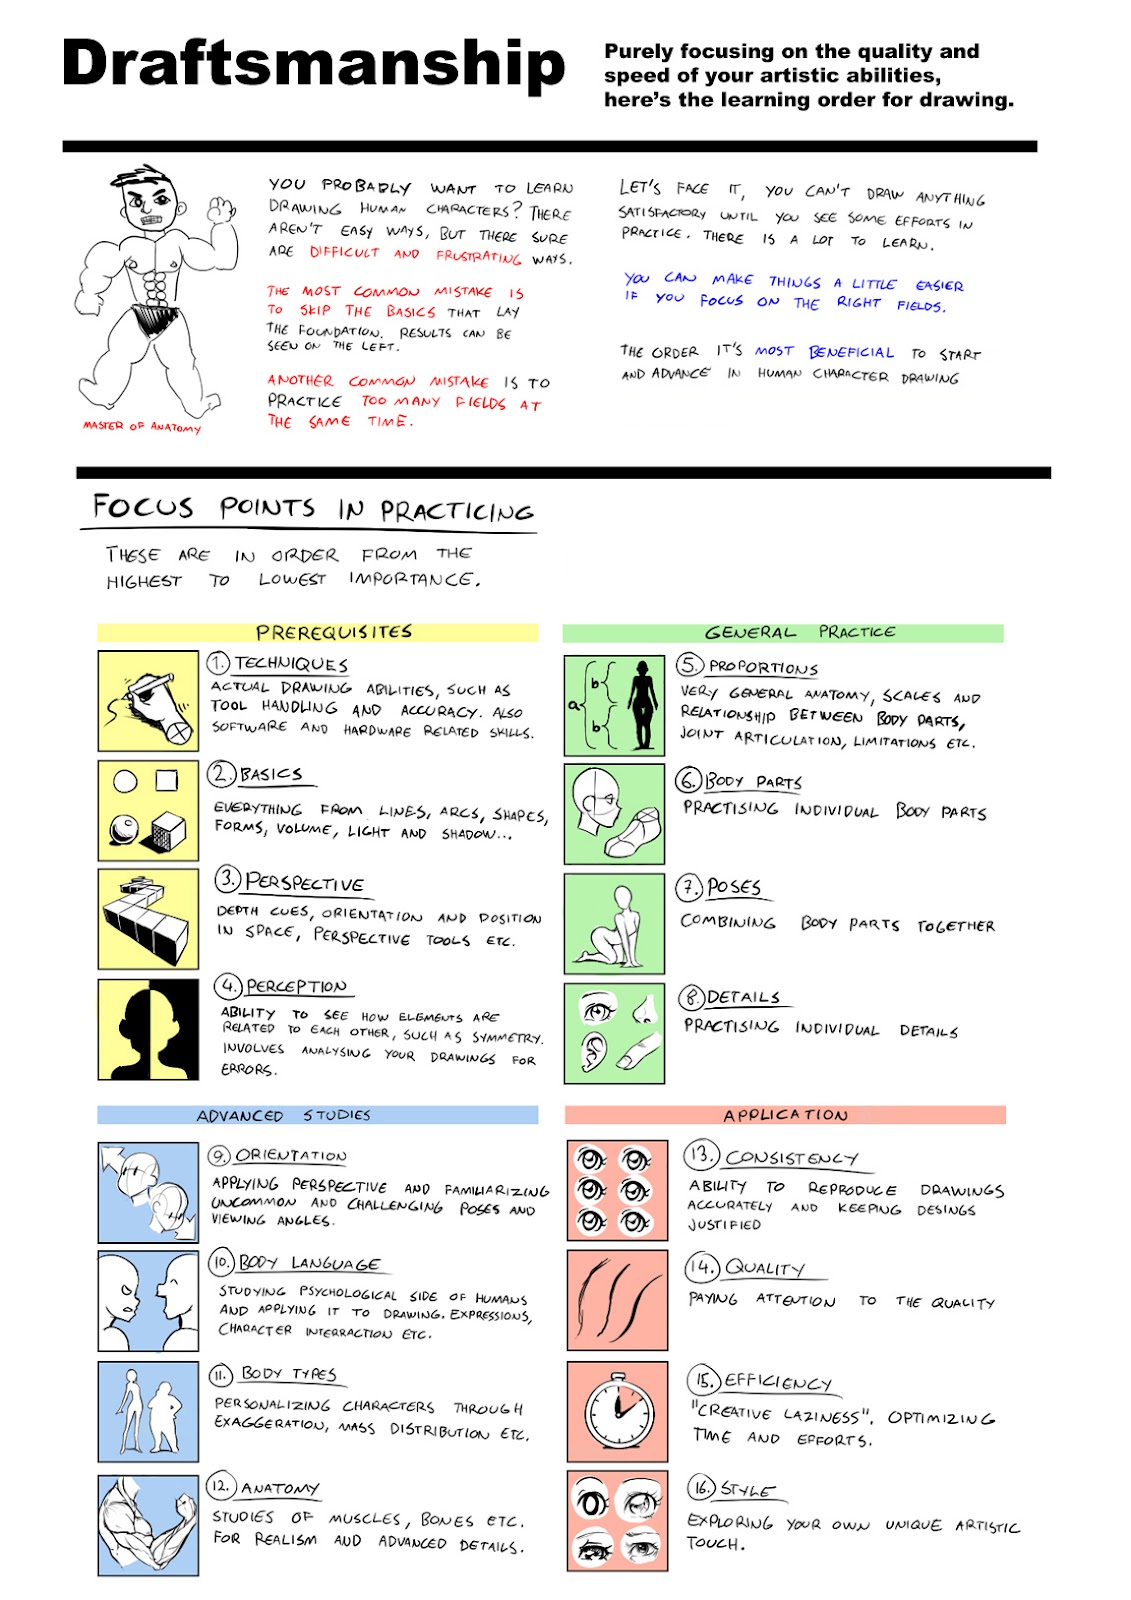 Draftsmanship
Purely focusing on the quality and
speed of your artistic abilities,
here's the learning order for drawing.
YOU PROBABLY WANT TO LEARN
DRAWING HUMAN CHARACTERS? THERE
AREN'T EASY WAYS, BUT THERE SURE
ARE DIFFICULT AND FRUSTRATING WAYS.
THE MOST COMMON MISTAKE IS
TO SKIP THE BASICS THAT LAY
THE FOUNDATION. RESULTS CAN BE
SEEN ON THE LEFT.
ANOTHER COMMON MISTAKE IS TO
PRACTICE TOO MANY FIELDS AT
THE SAME TIME.
MASTER OF ANATOMY
LET'S FACE IT, YOU CAN'T DRAW ANYTHING
SATISFACTORY UNTIL YOU SEE SOME EFFORTS IN
PRACTICE. THERE IS A LOT TO LEARN.
YOU CAN MAKE THINGS A LITTLE EASIER
IF YOU FOCUS ON THE RIGHT FIELDS.
THE ORDER IT'S MOST BENEFICIAL TO START
AND ADVANCE IN HUMAN CHARACTER DRAWING
FOCUS POINTS IN PRACTICING
THESE ARE IN ORDER FROM THE
HIGHEST TO LOWEST IMPORTANCE.
PREREQUISITES
1. TECHNIQUES
ACTUAL DRAWING ABILITIES, SUCH AS
TOOL HANDLING AND ACCURACY. ALSO
SOFTWARE AND HARDWARE RELATED SKILLS.
2. BASICS
EVERYTHING FROM LINES, ARCS, SHAPES,
FORMS, VOLUME, LIGHT AND SHADOW...
3. PERSPECTIVE
DEPTH CUES, ORIENTATION AND POSITION
IN SPACE, PERSPECTIVE TOOLS ETC.
4. PERCEPTION
ABILITY TO SEE HOW ELEMENTS ARE
RELATED TO EACH OTHER, SUCH AS SYMMETRY.
INVOLVES ANALYSING YOUR DRAWINGS FOR
ERRORS.
GENERAL PRACTICE
a
b
b
5. PROPORTIONS
VERY GENERAL ANATOMY, SCALES AND
RELATIONSHIP BETWEEN BODY PARTS,
JOINT ARTICULATION, LIMITATIONS ETC.
6. BODY PARTS
PRACTISING INDIVIDUAL BODY PARTS
7. POSES
COMBINING BODY PARTS TOGETHER
8. DETAILS
PRACTISING INDIVIDUAL DETAILS
ADVANCED STUDIES
9. ORIENTATION
APPLYING PERSPECTIVE AND FAMILIARIZING
UNCOMMON AND CHALLENGING POSES AND
VIEWING ANGLES.
10. BODY LANGUAGE
STUDYING PSYCHOLOGICAL SIDE OF HUMANS
AND APPLYING IT TO DRAWING. EXPRESSIONS,
CHARACTER INTERRACTION ETC.
11. BODY TYPES
PERSONALIZING CHARACTERS THROUGH
EXAGGERATION, MASS DISTRIBUTION ETC.
12. ANATOMY
STUDIES OF MUSCLES, BONES ETC.
FOR REALISM AND ADVANCED DETAILS.
APPLICATION
13. CONSISTENCY
ABILITY TO REPRODUCE DRAWINGS
ACCURATELY AND KEEPING DESINGS
JUSTIFIED
14. QUALITY
PAYING ATTENTION TO THE QUALITY
15. EFFICIENCY
"CREATIVE LAZINESS". OPTIMIZING
TIME AND EFFORTS.
16. STYLE
EXPLORING YOUR OWN UNIQUE ARTISTIC
TOUCH.